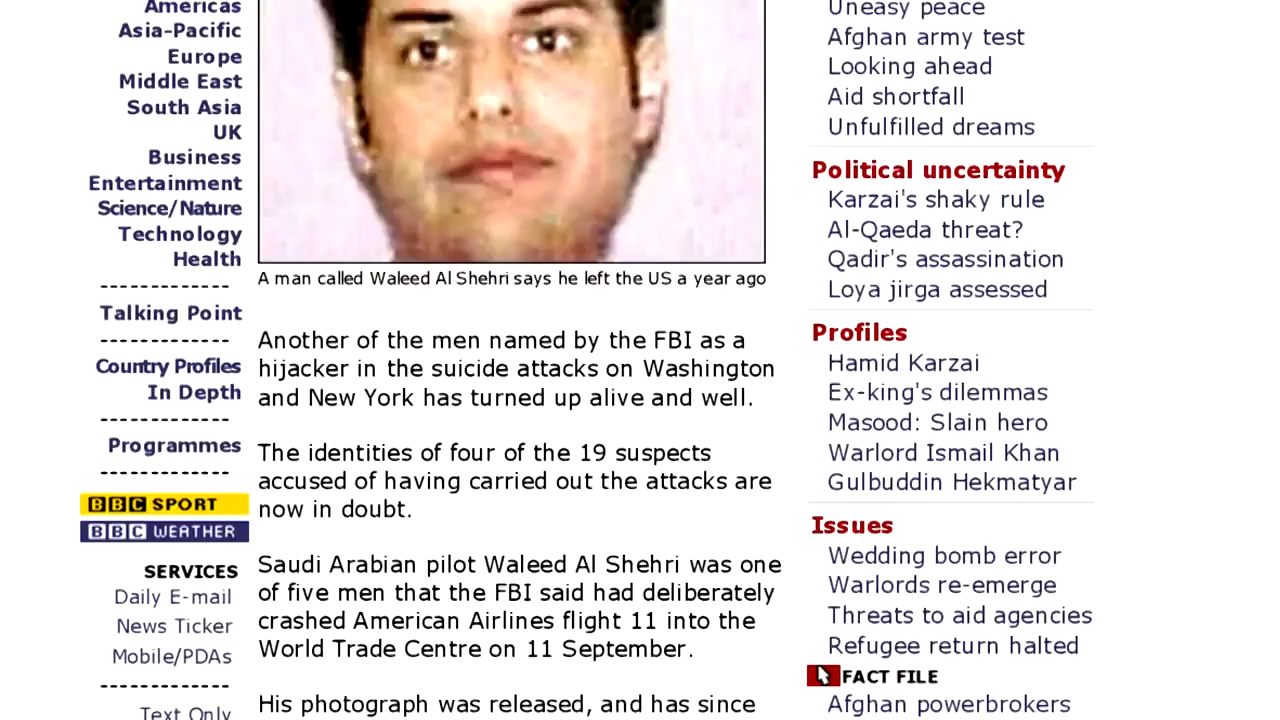 Americas
Asia-Pacific
Europe
Middle East
South Asia
UK
Business
Entertainment
Science/Nature
Technology
Health
-------------
Talking Point
-------------
Country Profiles
In Depth
-------------
Programmes
-------------
BBC SPORT
BBC WEATHER
SERVICES
Daily E-mail
News Ticker
Mobile/PDAs
-------------
Text Only
A man called Waleed Al Shehri says he left the US a year ago
Another of the men named by the FBI as a
hijacker in the suicide attacks on Washington
and New York has turned up alive and well.
The identities of four of the 19 suspects
accused of having carried out the attacks are
now in doubt.
Saudi Arabian pilot Waleed Al Shehri was one
of five men that the FBI said had deliberately
crashed American Airlines flight 11 into the
World Trade Centre on 11 September.
His photograph was released, and has since
Uneasy peace
Afghan army test
Looking ahead
Aid shortfall
Unfulfilled dreams
Political uncertainty
Karzai's shaky rule
Al-Qaeda threat?
Qadir's assassination
Loya jirga assessed
Profiles
Hamid Karzai
Ex-king's dilemmas
Masood: Slain hero
Warlord Ismail Khan
Gulbuddin Hekmatyar
Issues
Wedding bomb error
Warlords re-emerge
Threats to aid agencies
Refugee return halted
FACT FILE
Afghan powerbrokers